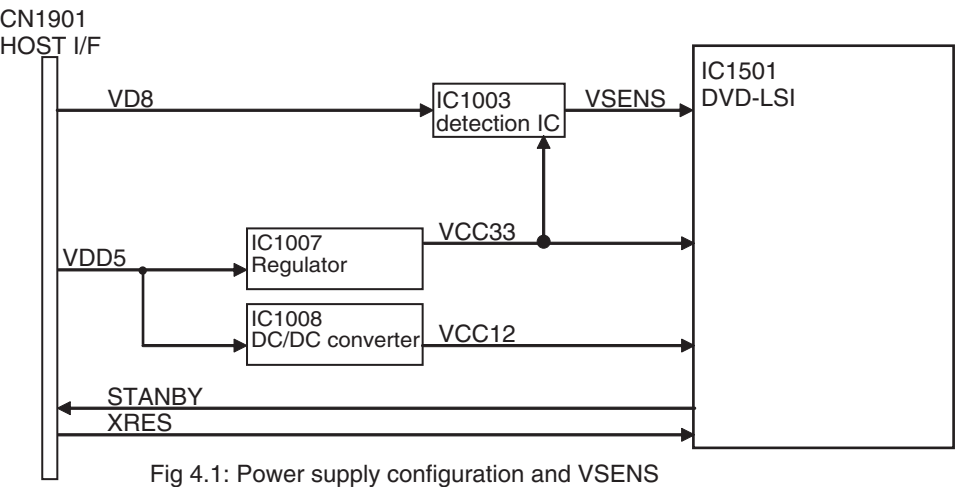 CN1901
HOST I/F
VD8
IC1003
detection IC
VSENS
IC1501
DVD-LSI
VDD5
IC1007
Regulator
VCC33
IC1008
DC/DC converter
VCC12
STANBY
XRES
Fig 4.1: Power supply configuration and VSENS